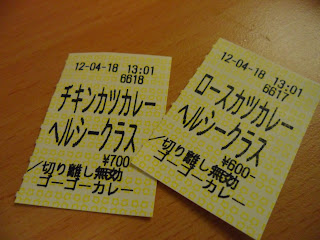 12-04-18 13:01
6618
チキンカツカレー
ヘルシークラス
¥700-
／切り離し無効
ゴーゴーカレー
12-04-18 13:01
6617
ロースカツカレー
ヘルシークラス
¥600-
／切り離し無効
ゴーゴーカレー